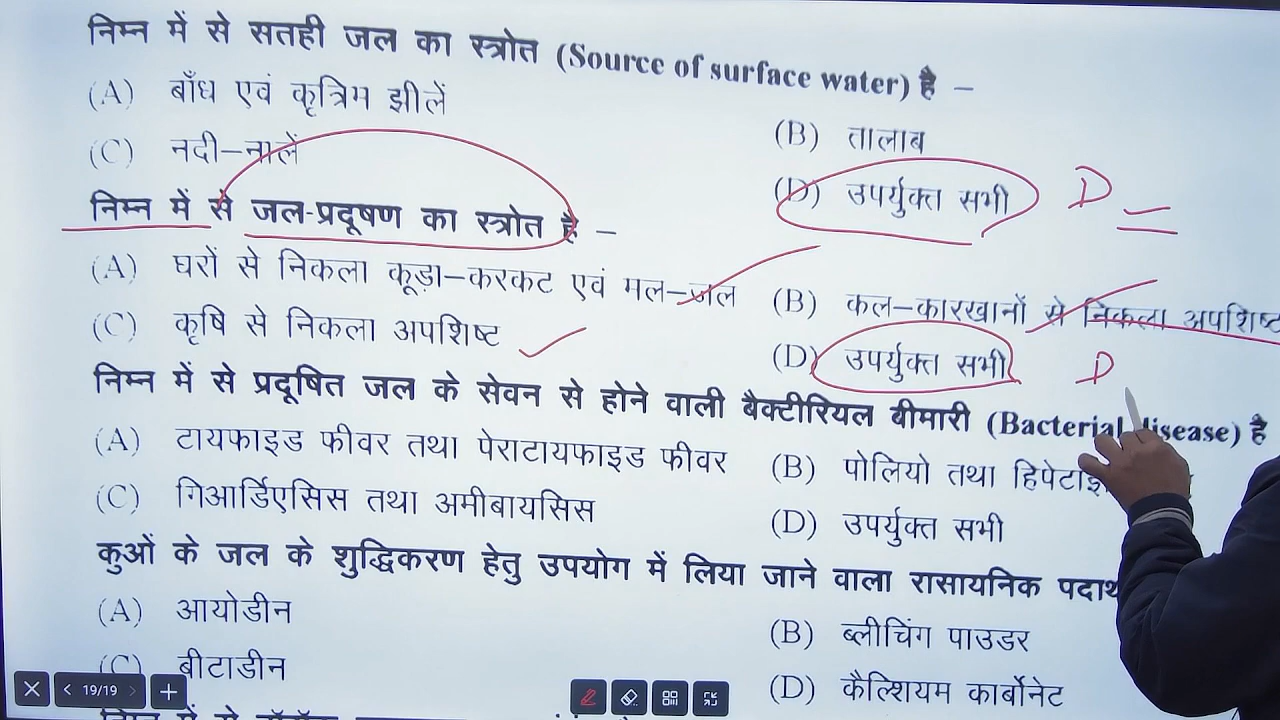 निम्न में से सतही जल का स्त्रोत (Source of surface water) है –
(A) बाँध एवं कृत्रिम झीलें
(B) तालाब
(C) नदी–नालें
(D) उपर्युक्त सभी D
निम्न में से जल-प्रदूषण का स्त्रोत है –
(A) घरों से निकला कूड़ा–करकट एवं मल–जल
(B) कल–कारखानों से निकला अपशिष्ट
(C) कृषि से निकला अपशिष्ट
(D) उपर्युक्त सभी D
निम्न में से प्रदूषित जल के सेवन से होने वाली बैक्टीरियल बीमारी (Bacterial disease) है
(A) टायफाइड फीवर तथा पेराटायफाइड फीवर
(B) पोलियो तथा
(C) गिआर्डिएसिस तथा अमीबायसिस
(D) उपर्युक्त सभी
कुओं के जल के शुद्धिकरण हेतु उपयोग में लिया जाने वाला रासायनिक
(A) आयोडीन
(B) ब्लीचिंग पाउडर
(C) बीटाडीन
(D) कैल्शियम कार्बोनेट
19/19